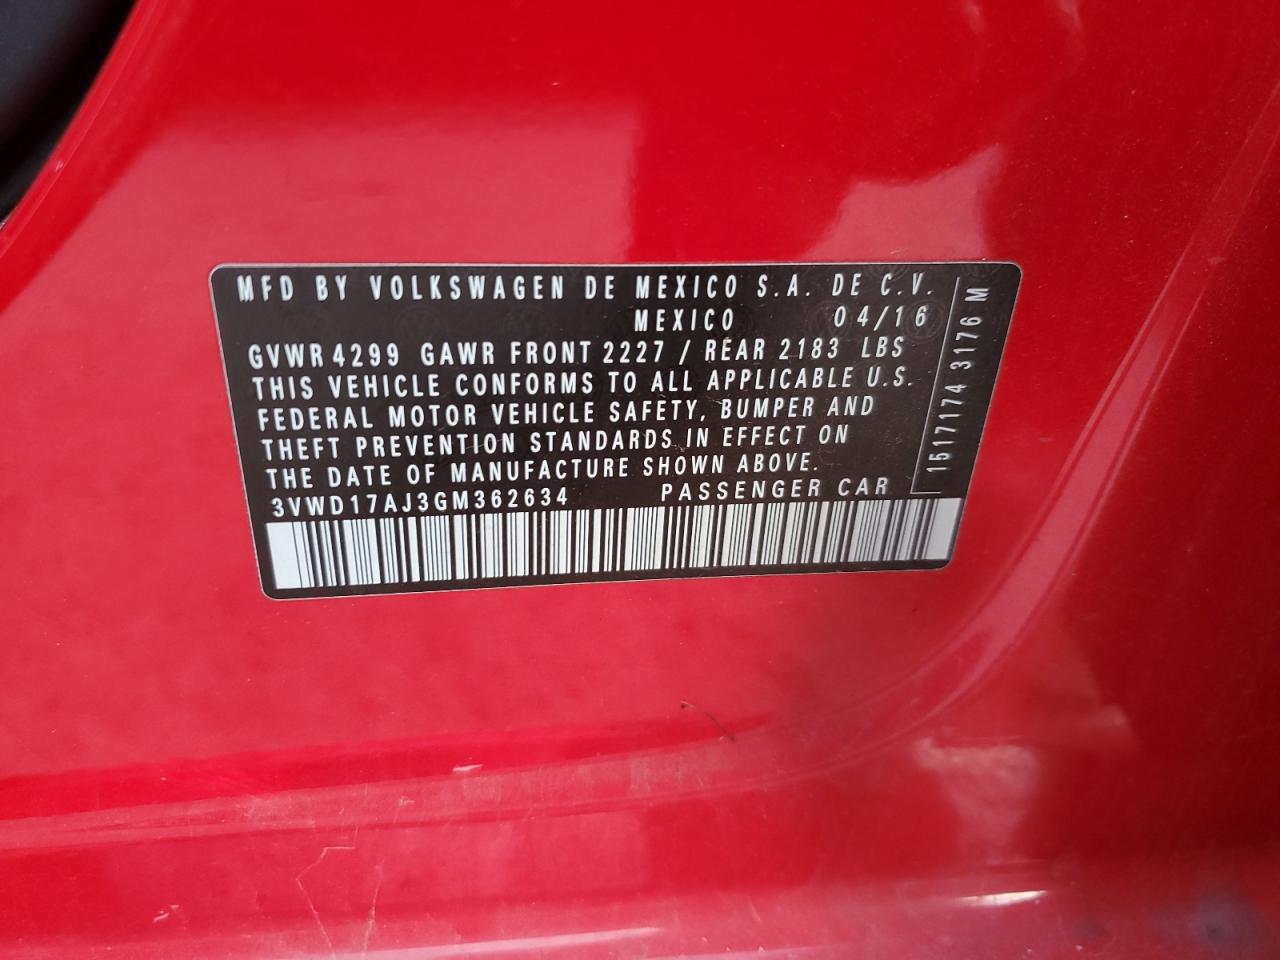 MFD BY VOLKSWAGEN DE MEXICO S.A. DE C.V.
MEXICO 04/16
GVWR 4299 GAWR FRONT 2227 / REAR 2183 LBS
THIS VEHICLE CONFORMS TO ALL APPLICABLE U.S.
FEDERAL MOTOR VEHICLE SAFETY, BUMPER AND
THEFT PREVENTION STANDARDS IN EFFECT ON
THE DATE OF MANUFACTURE SHOWN ABOVE.
3VWD17AJ3GM362634 PASSENGER CAR
1517174 3176 M